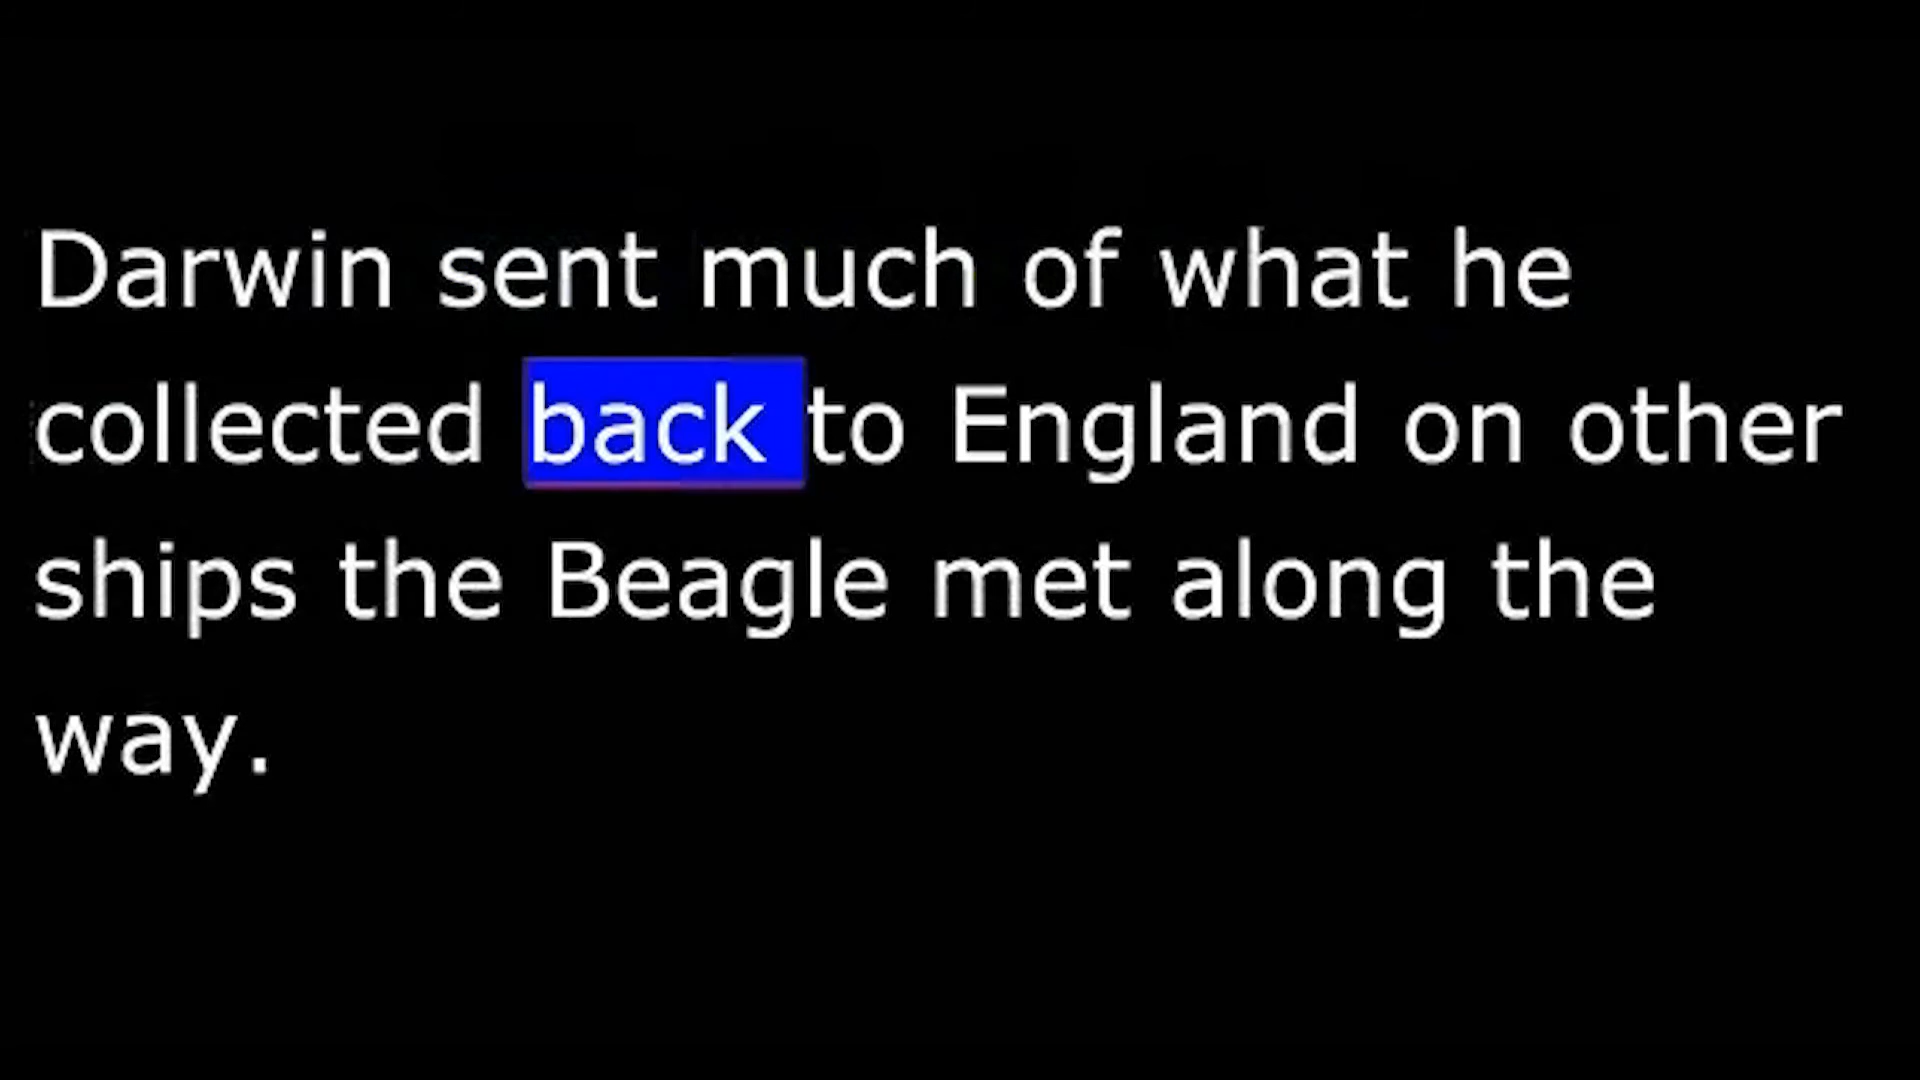 Darwin sent much of what he
collected back to England on other
ships the Beagle met along the
way.